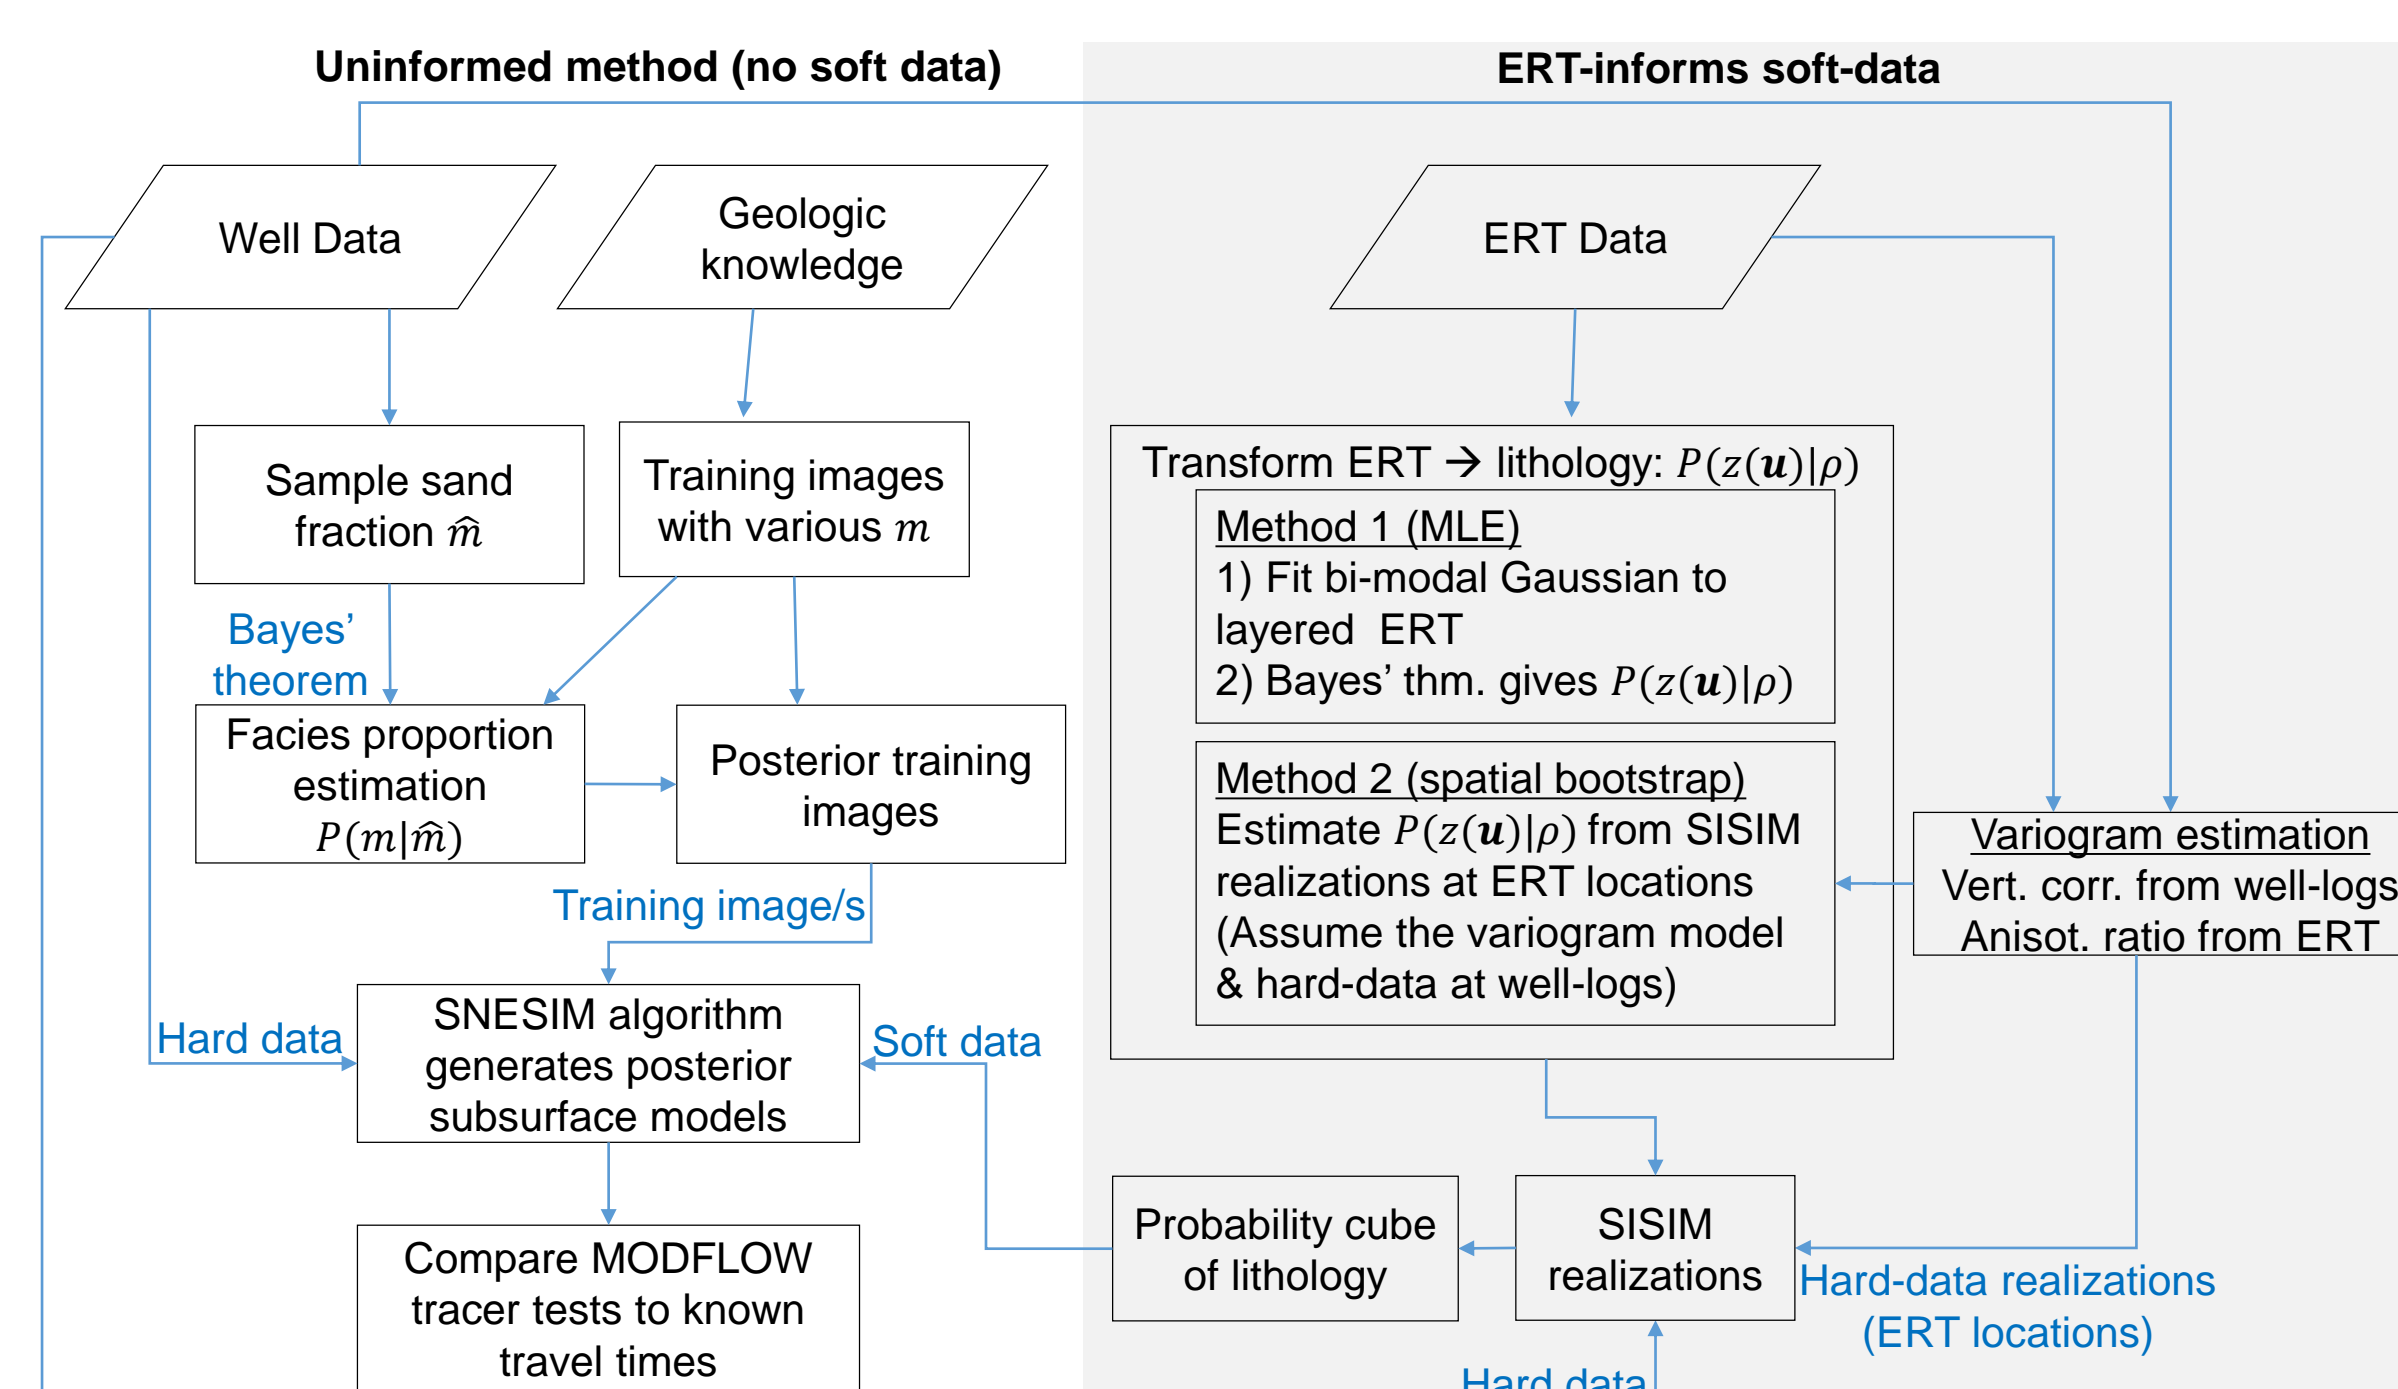 Uninformed method (no soft data)
ERT-informs soft-data
Well Data
Geologic
knowledge
ERT Data
Sample sand
fraction m̂
Training images
with various m
Transform ERT → lithology: P(z(u)|ρ)
Method 1 (MLE)
1) Fit bi-modal Gaussian to
layered ERT
2) Bayes’ thm. gives P(z(u)|ρ)
Bayes’
theorem
Facies proportion
estimation
P(m|m̂)
Posterior training
images
Method 2 (spatial bootstrap)
Estimate P(z(u)|ρ) from SISIM
realizations at ERT locations
(Assume the variogram model
& hard-data at well-logs)
Variogram estimation
Vert. corr. from well-logs
Anisot. ratio from ERT
Training image/s
Hard data
SNESIM algorithm
generates posterior
subsurface models
Soft data
Probability cube
of lithology
SISIM
realizations
Hard-data realizations
(ERT locations)
Compare MODFLOW
tracer tests to known
travel times
Hard data